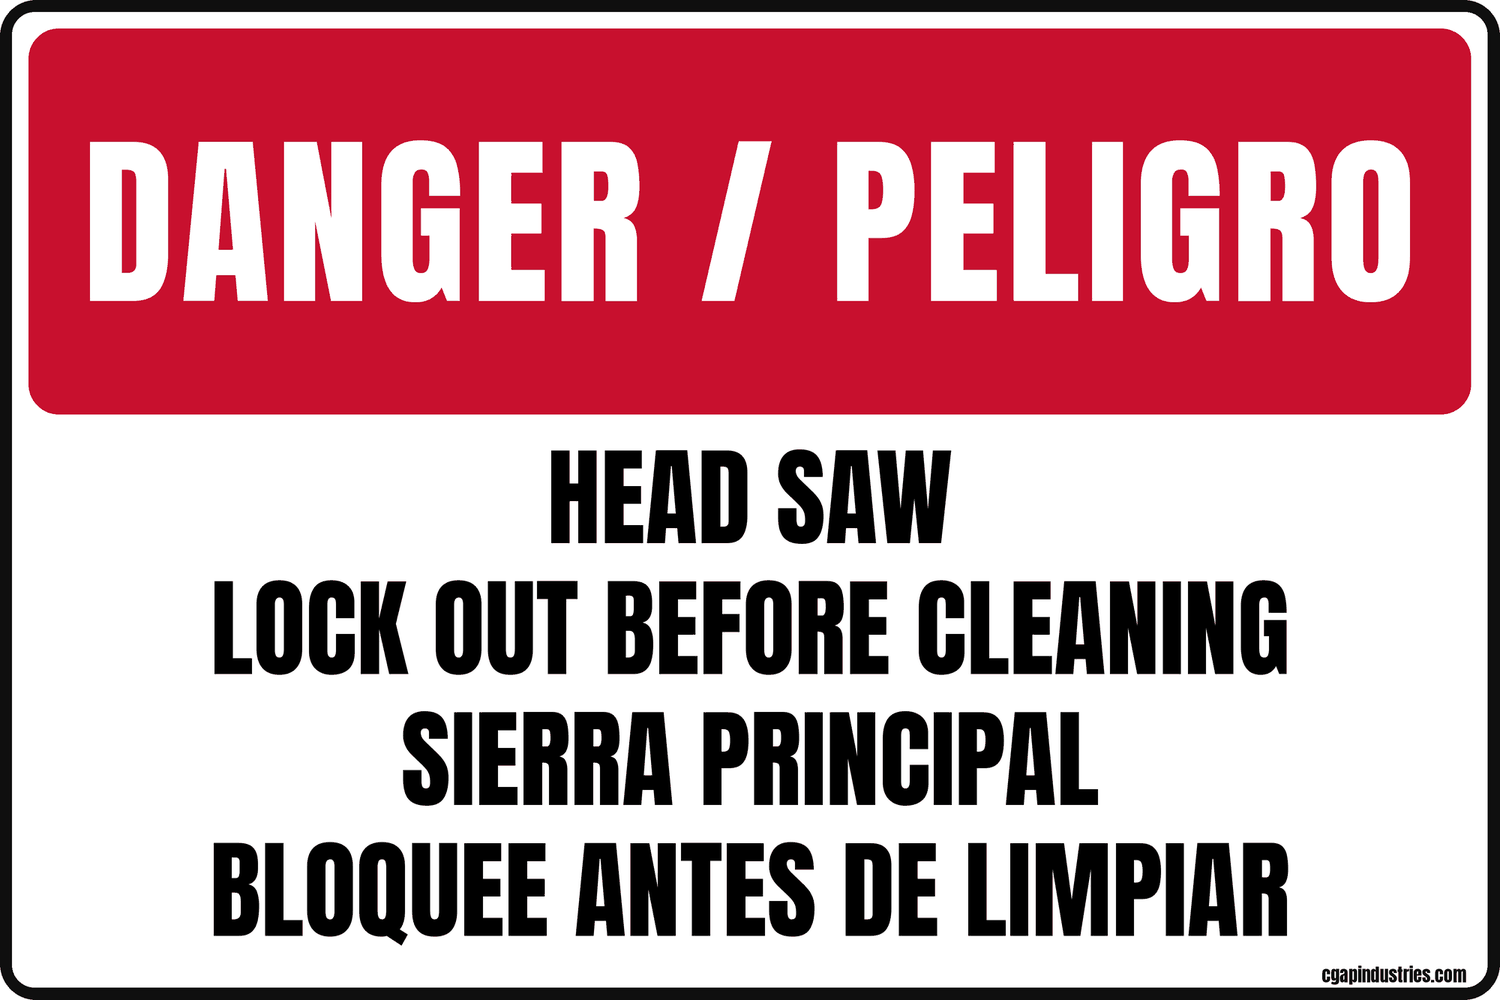 DANGER / PELIGRO
HEAD SAW
LOCK OUT BEFORE CLEANING
SIERRA PRINCIPAL
BLOQUEE ANTES DE LIMPIAR
cgapindustries.com